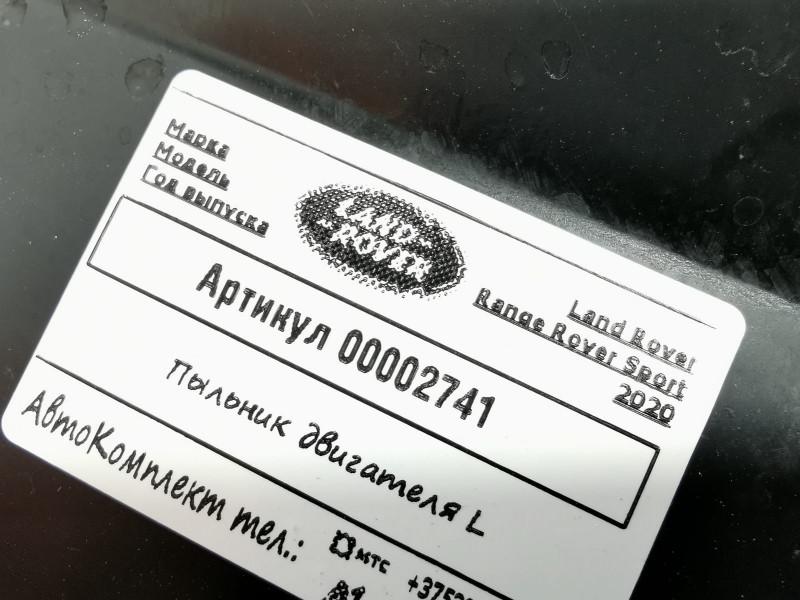 Марка
Модель
Год выпуска
LAND-
-ROVER
Land Rover
Range Rover Sport
2020
Артикул 00002741
Пыльник двигателя L
АвтоКомплект тел.:
мтс